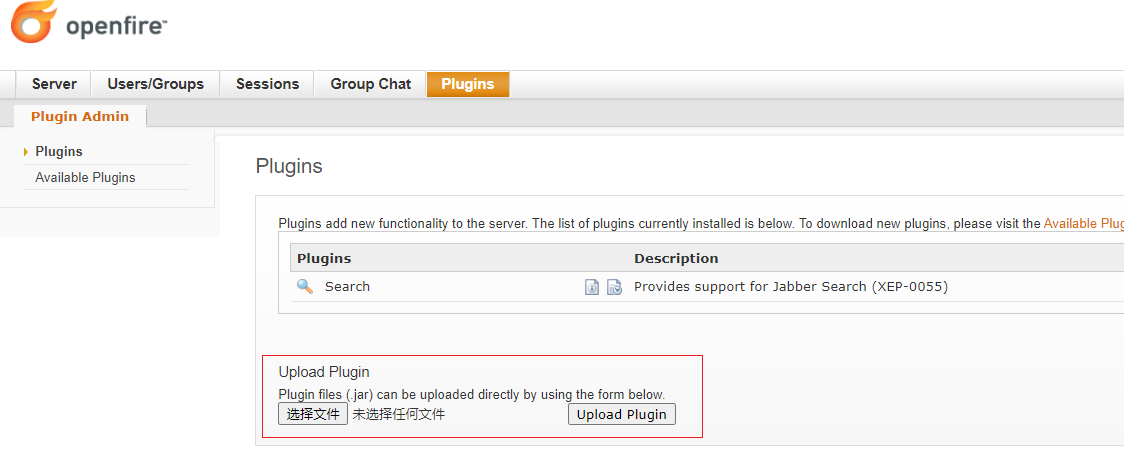 openfire™
Server Users/Groups Sessions Group Chat Plugins
Plugin Admin
Plugins
Available Plugins
Plugins
Plugins add new functionality to the server. The list of plugins currently installed is below. To download new plugins, please visit the Available Plug
Plugins Description
Search Provides support for Jabber Search (XEP-0055)
Upload Plugin
Plugin files (.jar) can be uploaded directly by using the form below.
选择文件 未选择任何文件 Upload Plugin